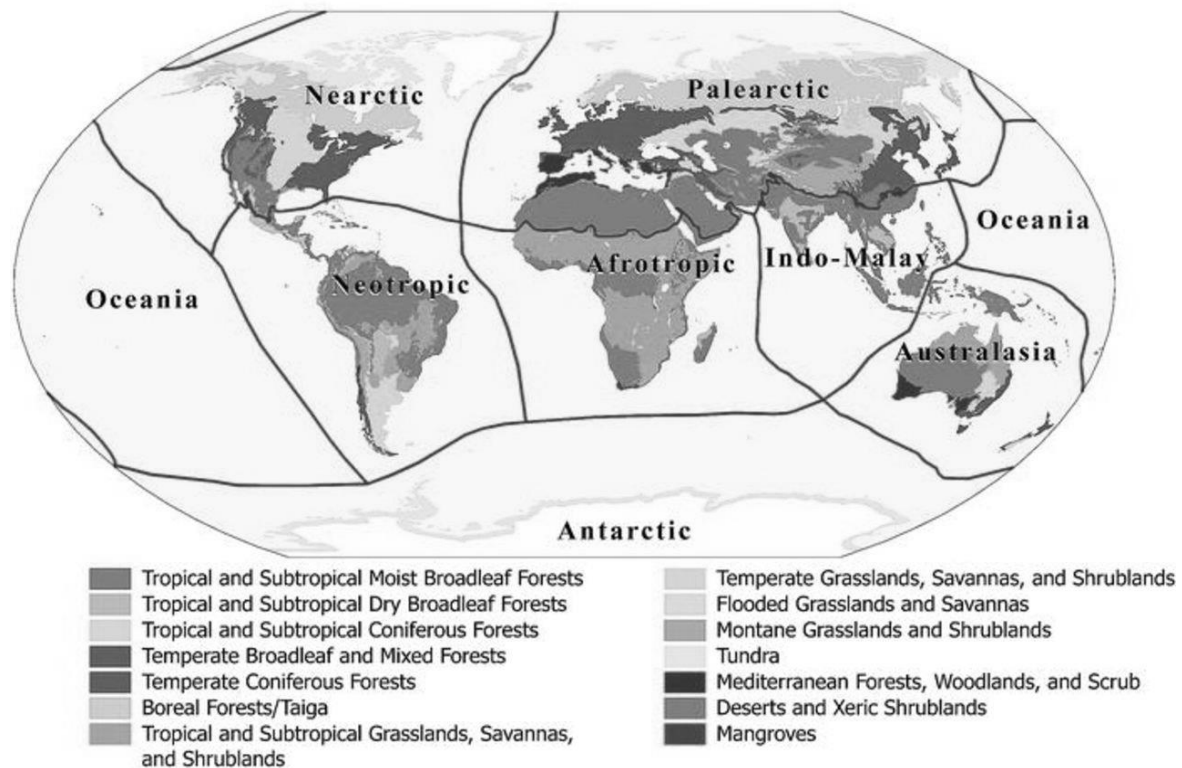 Nearctic
Palearctic
Oceania
Neotropic
Afrotropic
Indo-Malay
Oceania
Australasia
Antarctic
Tropical and Subtropical Moist Broadleaf Forests
Tropical and Subtropical Dry Broadleaf Forests
Tropical and Subtropical Coniferous Forests
Temperate Broadleaf and Mixed Forests
Temperate Coniferous Forests
Boreal Forests/Taiga
Tropical and Subtropical Grasslands, Savannas,
and Shrublands
Temperate Grasslands, Savannas, and Shrublands
Flooded Grasslands and Savannas
Montane Grasslands and Shrublands
Tundra
Mediterranean Forests, Woodlands, and Scrub
Deserts and Xeric Shrublands
Mangroves